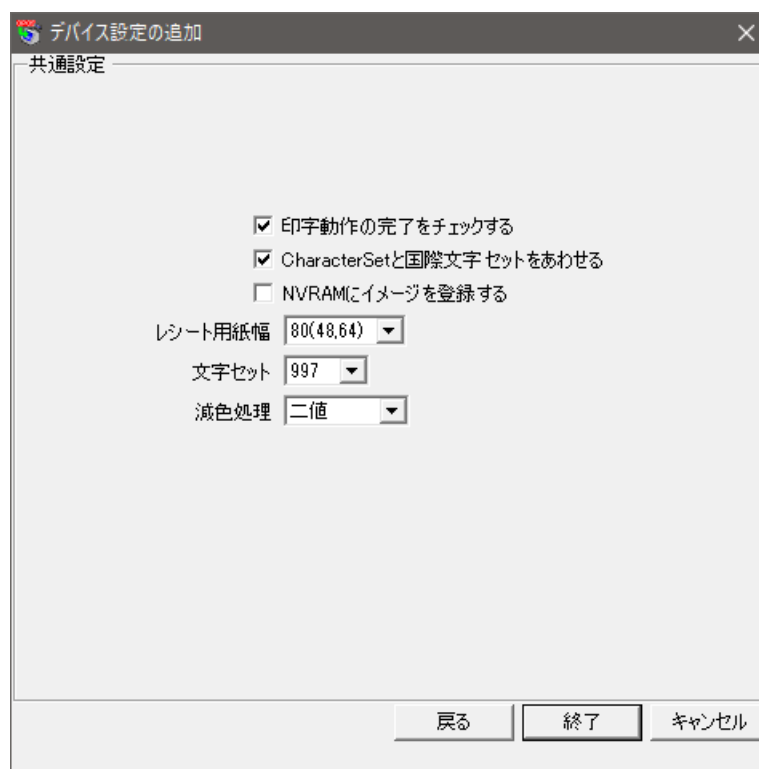 デバイス設定の追加
共通設定
印字動作の完了をチェックする
CharacterSetと国際文字セットをあわせる
NVRAMにイメージを登録する
レシート用紙幅 80(48,64)
文字セット 997
減色処理 二値
戻る 終了 キャンセル